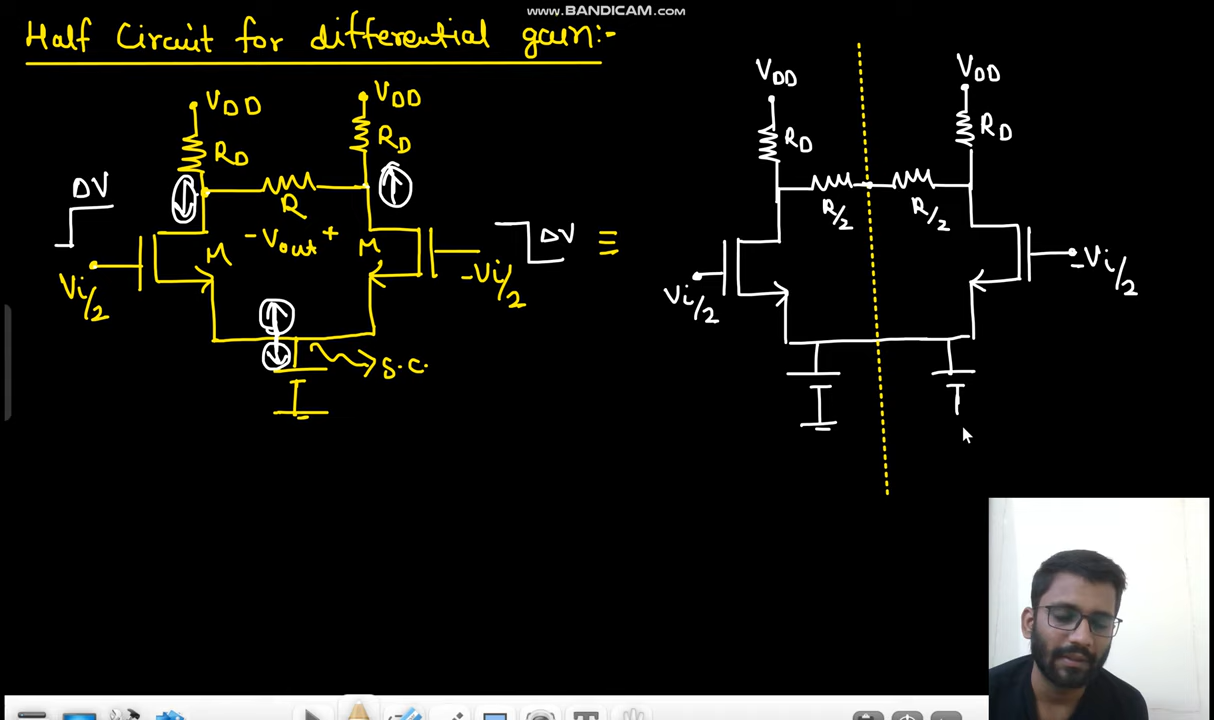 WWW.BANDICAM.COM
Half Circuit for differential gain:-
VDD
VDD
VDD
VDD
RD
RD
RD
RD
ΔV
R
R/2
R/2
- Vout +
M
M
ΔV
≡
Vi/2
-Vi/2
Vi/2
-Vi/2
S.C.